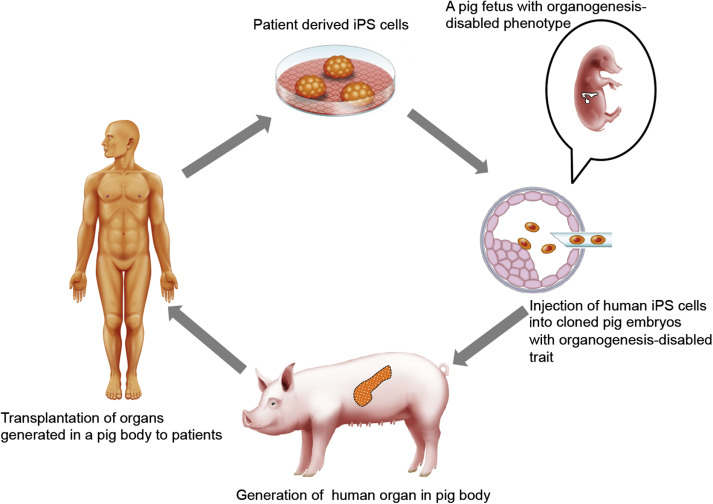 Patient derived iPS cells
A pig fetus with organogenesis-
disabled phenotype
Injection of human iPS cells
into cloned pig embryos
with organogenesis-disabled
trait
Generation of human organ in pig body
Transplantation of organs
generated in a pig body to patients